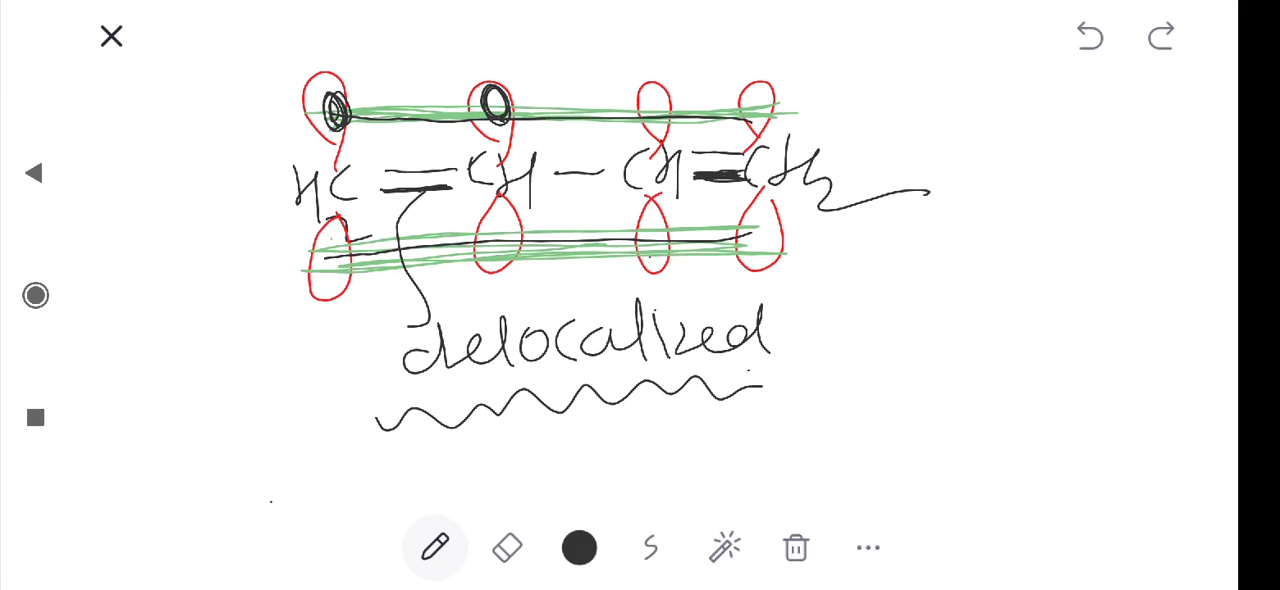 H₂C = CH - CH = CH₂
delocalized